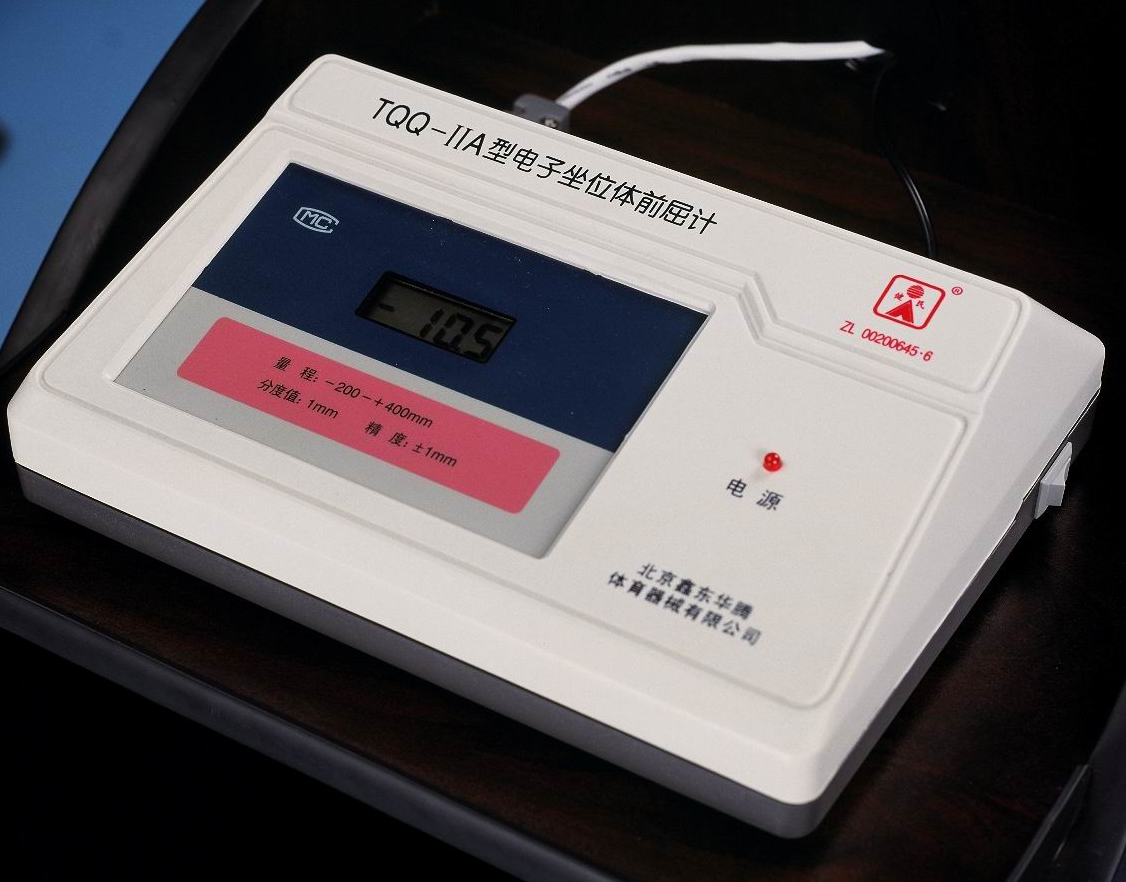 TQQ-IIA型电子坐位体前屈计
MC
健民
®
ZL 00200645·6
-10.5
量 程: -200-+400mm
分度值: 1mm 精 度: ±1mm
电 源
北京鑫东华腾
体育器械有限公司